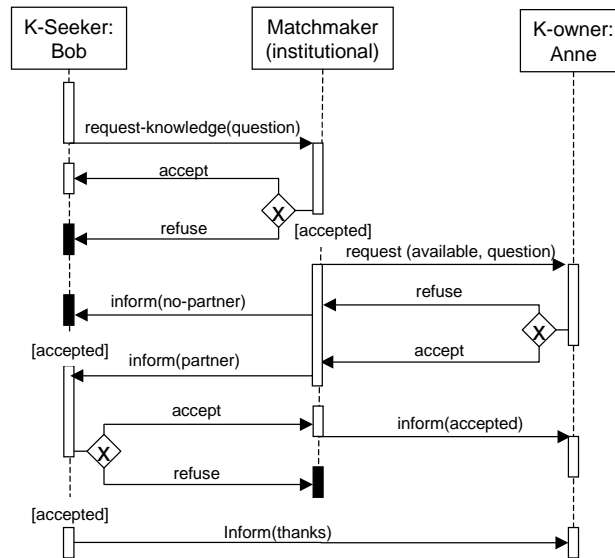 K-Seeker:
Bob
Matchmaker
(institutional)
K-owner:
Anne
request-knowledge(question)
accept
X
refuse
[accepted]
request (available, question)
refuse
inform(no-partner)
X
[accepted]
accept
inform(partner)
accept
X
inform(accepted)
refuse
[accepted]
Inform(thanks)